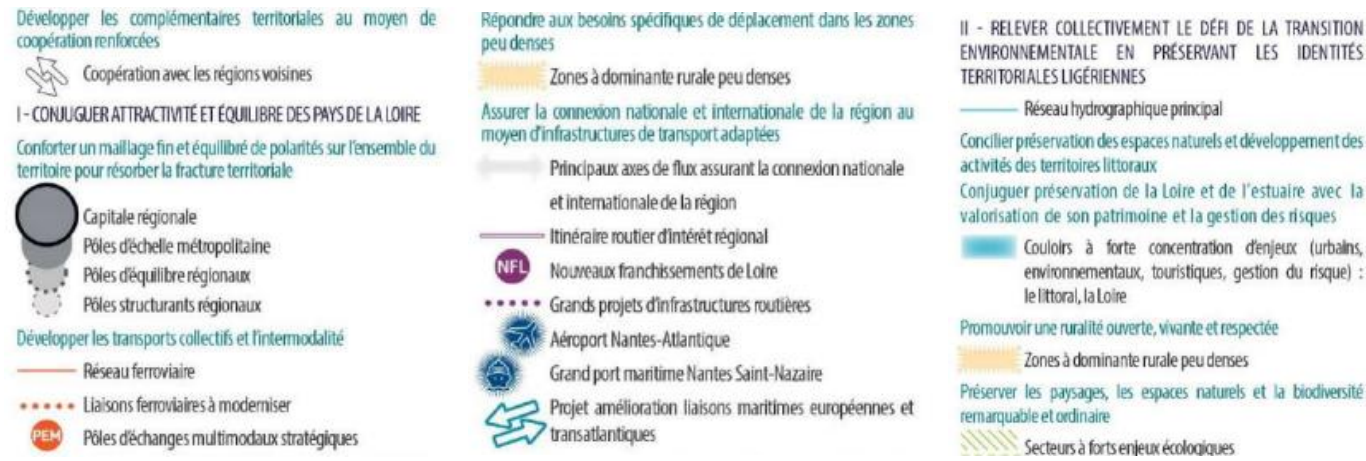 Développer les complémentaires territoriales au moyen de
coopération renforcées
Coopération avec les régions voisines
I - CONJUGUER ATTRACTIVITÉ ET ÉQUILIBRE DES PAYS DE LA LOIRE
Conforter un maillage fin et équilibré de polarités sur l'ensemble du
territoire pour résorber la fracture territoriale
Capitale régionale
Pôles d'échelle métropolitaine
Pôles d'équilibre régionaux
Pôles structurants régionaux
Développer les transports collectifs et l'intermodalité
Réseau ferroviaire
Liaisons ferroviaires à moderniser
PEM Pôles d'échanges multimodaux stratégiques
Répondre aux besoins spécifiques de déplacement dans les zones
peu denses
Zones à dominante rurale peu denses
Assurer la connexion nationale et internationale de la région au
moyen d'infrastructures de transport adaptées
Principaux axes de flux assurant la connexion nationale
et internationale de la région
Itinéraire routier d'intérêt régional
NFL Nouveaux franchissements de Loire
Grands projets d'infrastructures routières
Aéroport Nantes-Atlantique
Grand port maritime Nantes Saint-Nazaire
Projet amélioration liaisons maritimes européennes et
transatlantiques
II - RELEVER COLLECTIVEMENT LE DÉFI DE LA TRANSITION
ENVIRONNEMENTALE EN PRÉSERVANT LES IDENTITÉS
TERRITORIALES LIGÉRIENNES
Réseau hydrographique principal
Concilier préservation des espaces naturels et développement des
activités des territoires littoraux
Conjuguer préservation de la Loire et de l'estuaire avec la
valorisation de son patrimoine et la gestion des risques
Couloirs à forte concentration d'enjeux (urbains,
environnementaux, touristiques, gestion du risque) :
le littoral, la Loire
Promouvoir une ruralité ouverte, vivante et respectée
Zones à dominante rurale peu denses
Préserver les paysages, les espaces naturels et la biodiversité
remarquable et ordinaire
Secteurs à forts enjeux écologiques